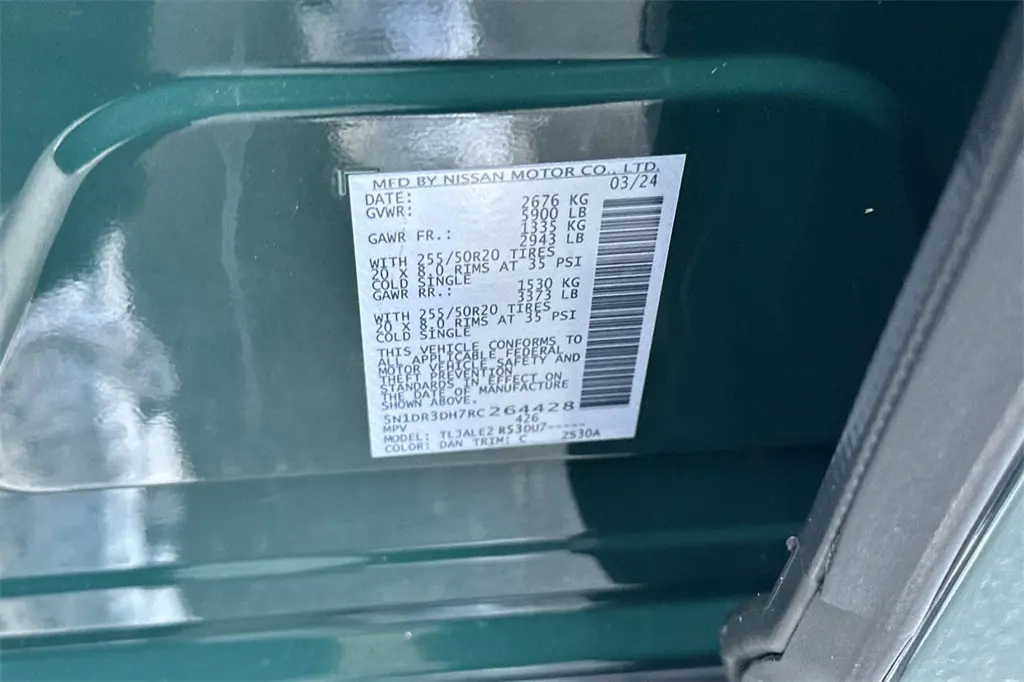 MFD BY NISSAN MOTOR CO., LTD.
DATE: 03/24
GVWR: 2676 KG
5900 LB
GAWR FR.: 1335 KG
2943 LB
WITH 255/50R20 TIRES
20 X 8.0 RIMS AT 35 PSI
COLD SINGLE
GAWR RR.: 1530 KG
3373 LB
WITH 255/50R20 TIRES
20 X 8.0 RIMS AT 35 PSI
COLD SINGLE
THIS VEHICLE CONFORMS TO
ALL APPLICABLE FEDERAL
MOTOR VEHICLE SAFETY AND
THEFT PREVENTION
STANDARDS IN EFFECT ON
THE DATE OF MANUFACTURE
SHOWN ABOVE.
5N1DR3DH7RC264428
MPV 426
MODEL: TLJALE2 R53DU7-----
COLOR: DAN TRIM: C 2S30A